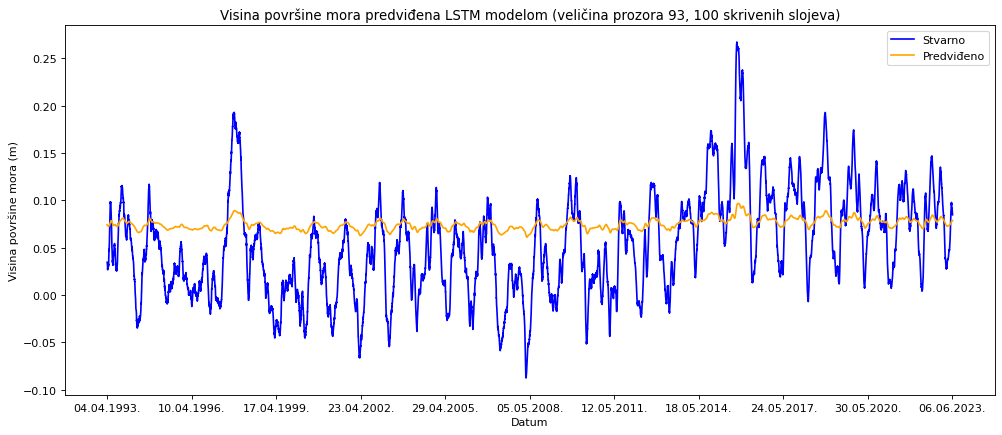 Visina površine mora predviđena LSTM modelom (veličina prozora 93, 100 skrivenih slojeva)
Stvarno
Predviđeno
Visina površine mora (m)
0.25
0.20
0.15
0.10
0.05
0.00
−0.05
−0.10
04.04.1993. 10.04.1996. 17.04.1999. 23.04.2002. 29.04.2005. 05.05.2008. 12.05.2011. 18.05.2014. 24.05.2017. 30.05.2020. 06.06.2023.
Datum